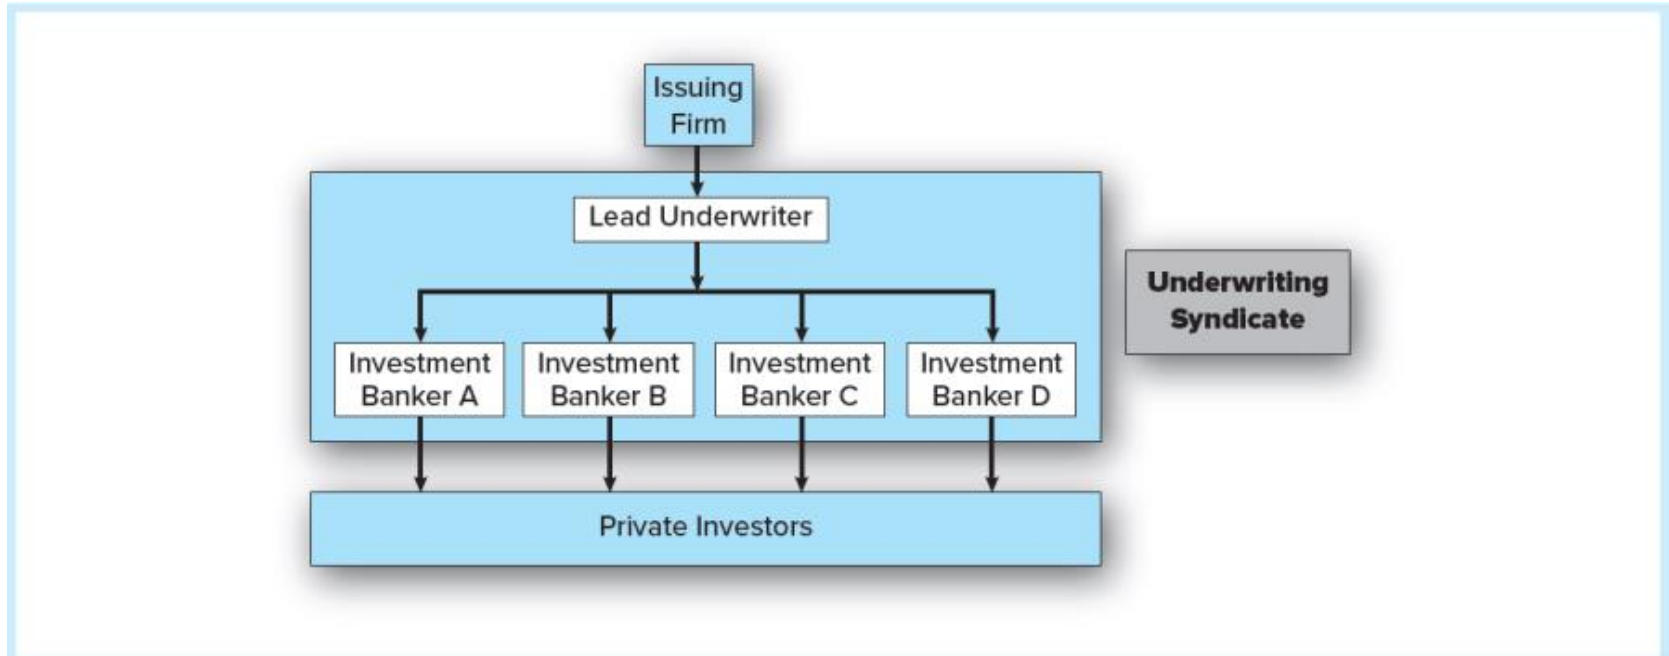 Issuing
Firm
Lead Underwriter
Underwriting
Syndicate
Investment
Banker A
Investment
Banker B
Investment
Banker C
Investment
Banker D
Private Investors